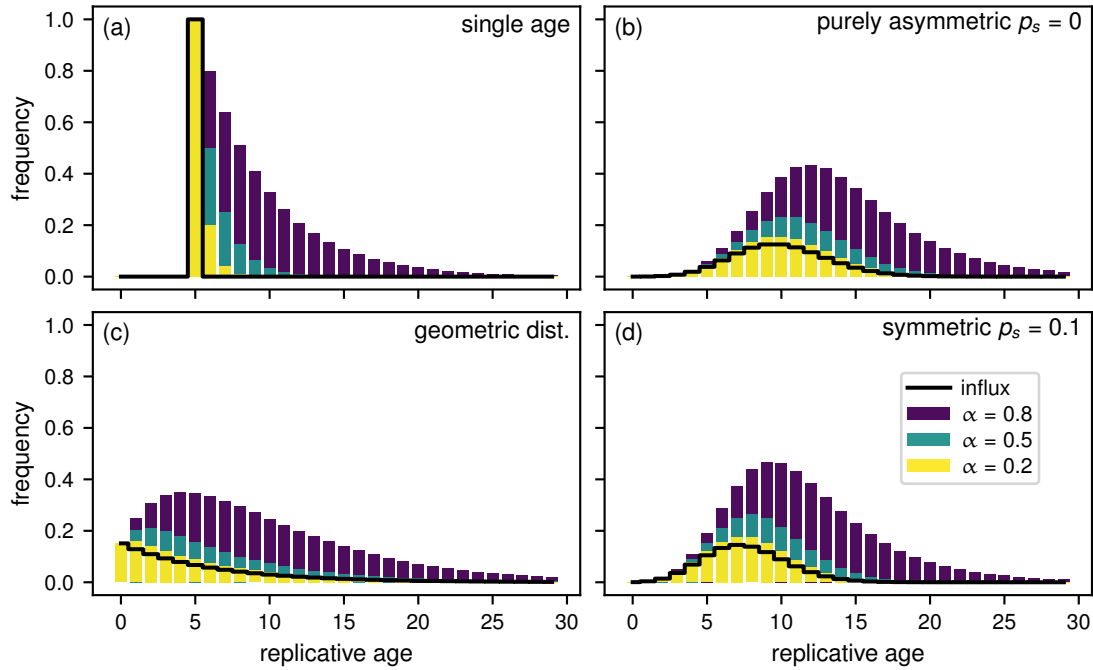 (a) single age
1.0
0.8
0.6
0.4
0.2
0.0
frequency
(b) purely asymmetric pₛ = 0
(c) geometric dist.
1.0
0.8
0.6
0.4
0.2
0.0
frequency
0 5 10 15 20 25 30
replicative age
(d) symmetric pₛ = 0.1
influx
α = 0.8
α = 0.5
α = 0.2
0 5 10 15 20 25 30
replicative age